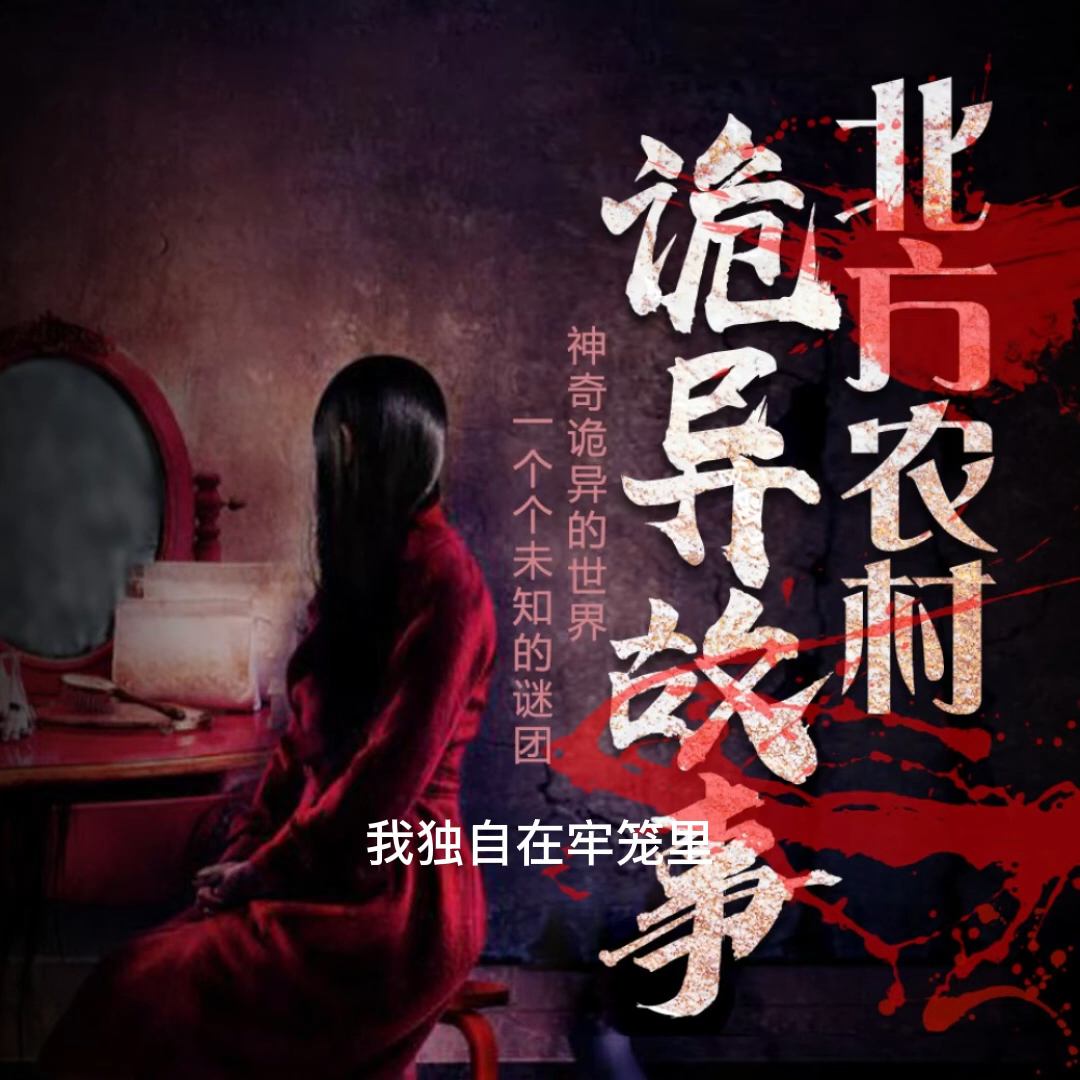 北方农村
诡异故事
神奇诡异的世界
一个个未知的谜团
我独自在牢笼里